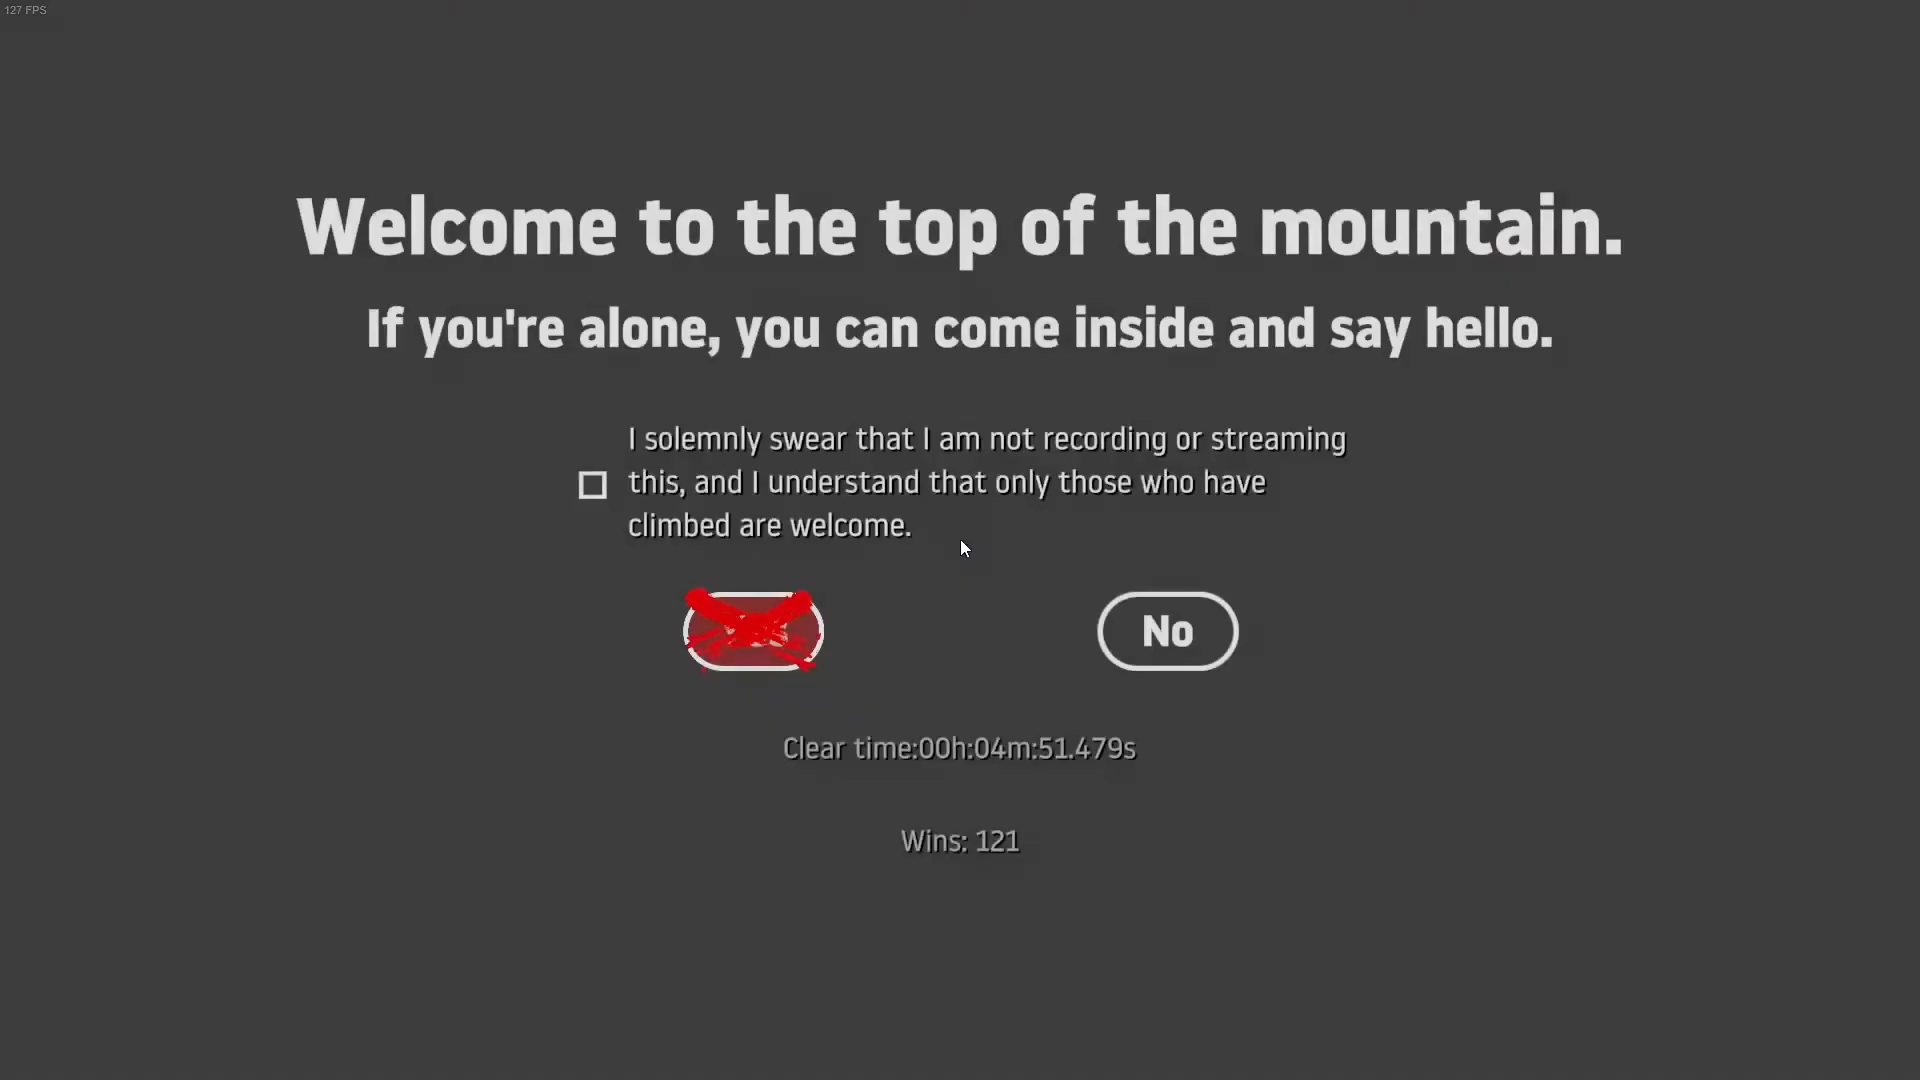 127 FPS
Welcome to the top of the mountain.
If you're alone, you can come inside and say hello.
I solemnly swear that I am not recording or streaming
this, and I understand that only those who have
climbed are welcome.
No
Clear time:00h:04m:51.479s
Wins: 121